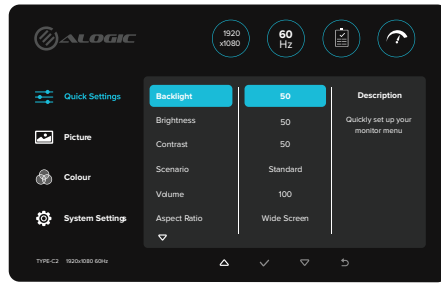 ALOGIC
1920
x1080
60
Hz
Quick Settings
Picture
Colour
System Settings
Backlight 50
Brightness 50
Contrast 50
Scenario Standard
Volume 100
Aspect Ratio Wide Screen
Description
Quickly set up your
monitor menu
TYPE-C2 1920x1080 60Hz